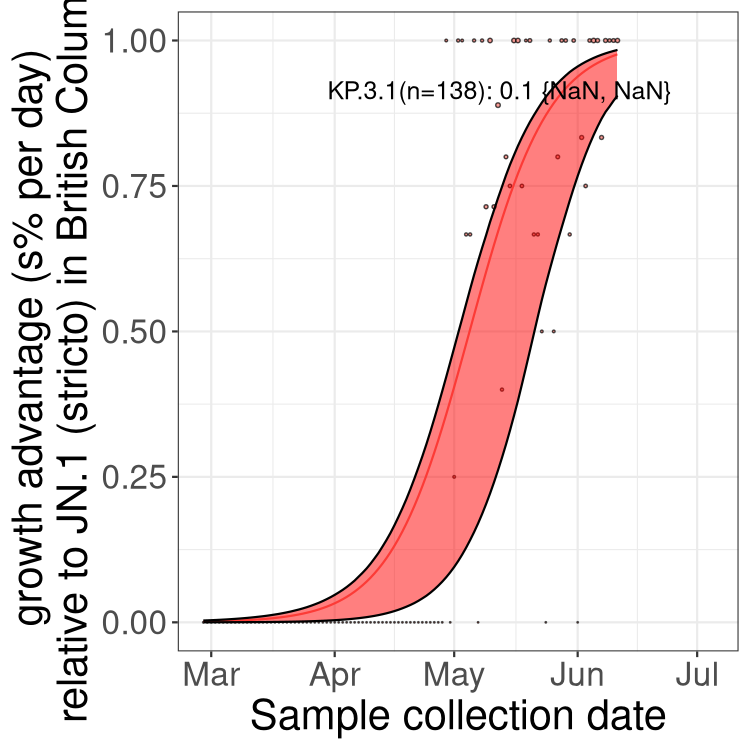 growth advantage (s% per day)
relative to JN.1 (stricto) in British Colum
1.00
0.75
0.50
0.25
0.00
KP.3.1(n=138): 0.1 {NaN, NaN}
Mar Apr May Jun Jul
Sample collection date